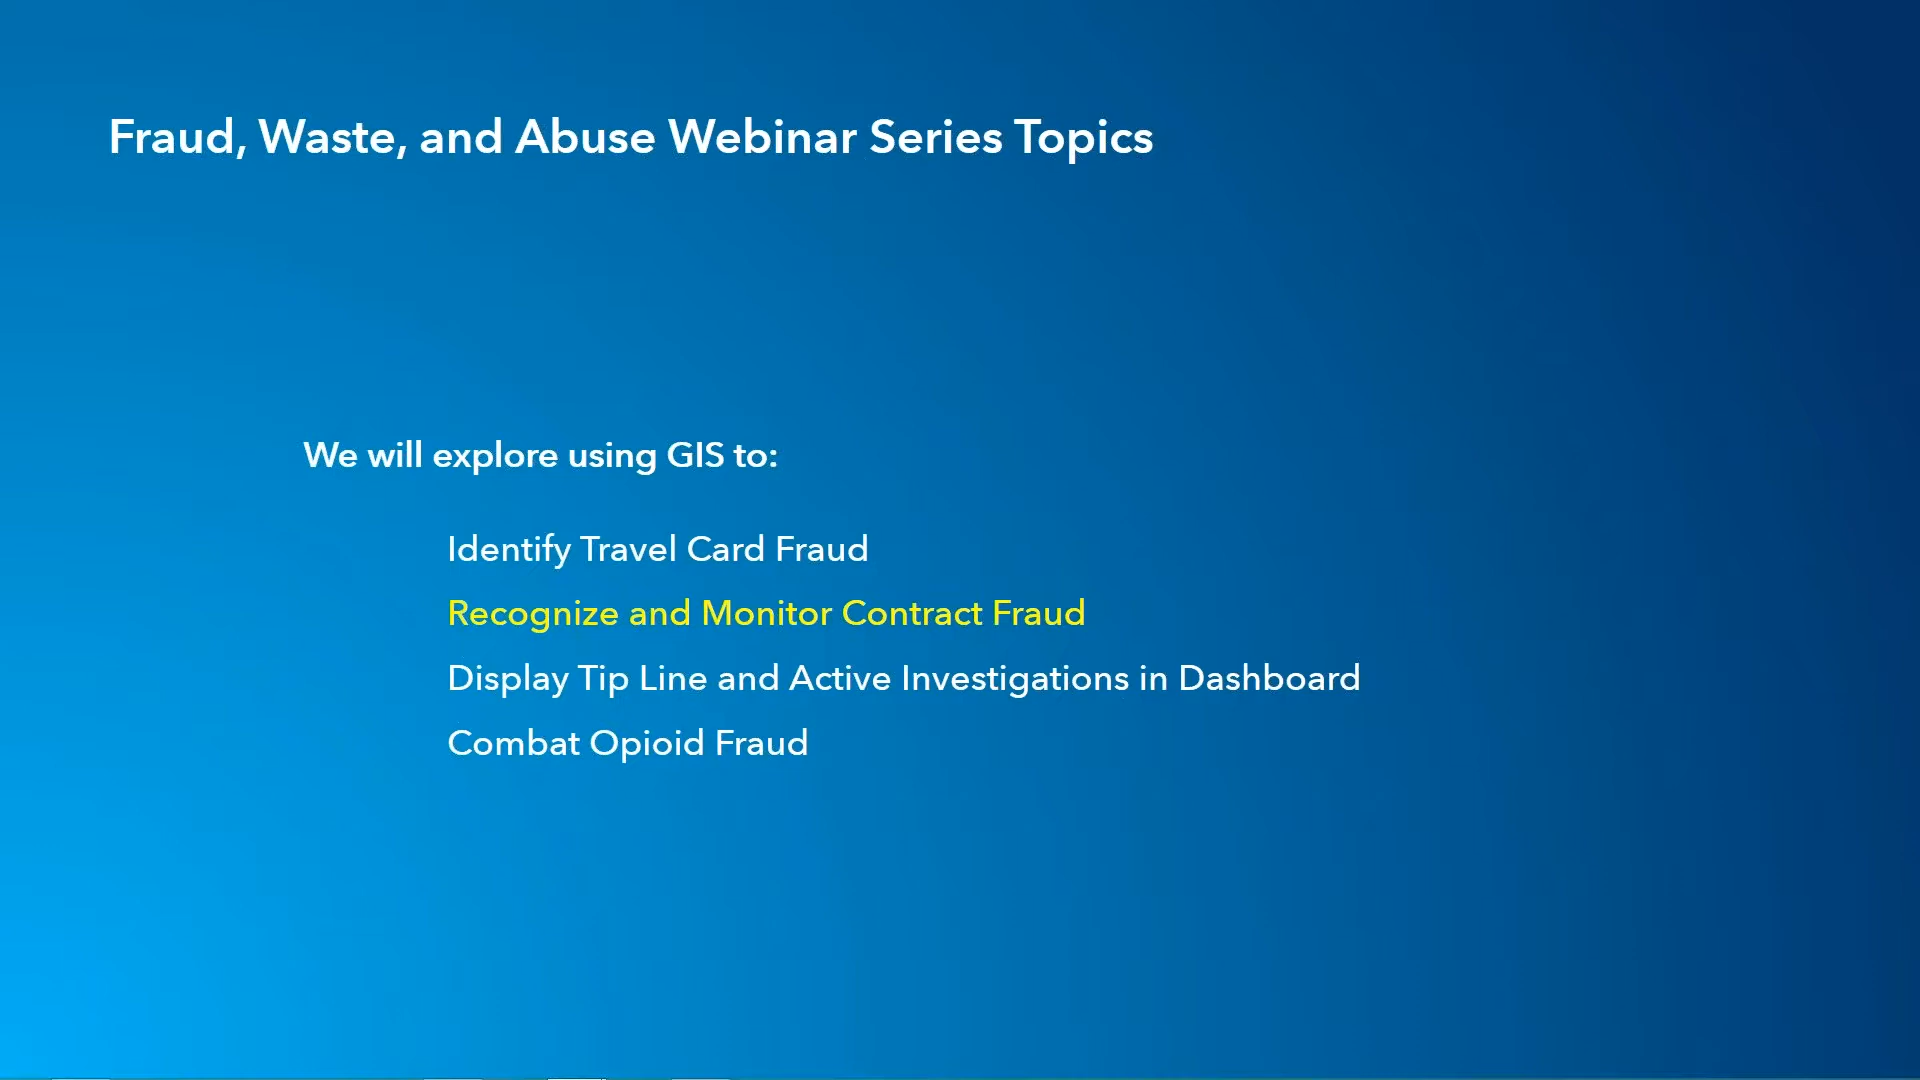 Fraud, Waste, and Abuse Webinar Series Topics
We will explore using GIS to:
Identify Travel Card Fraud
Recognize and Monitor Contract Fraud
Display Tip Line and Active Investigations in Dashboard
Combat Opioid Fraud